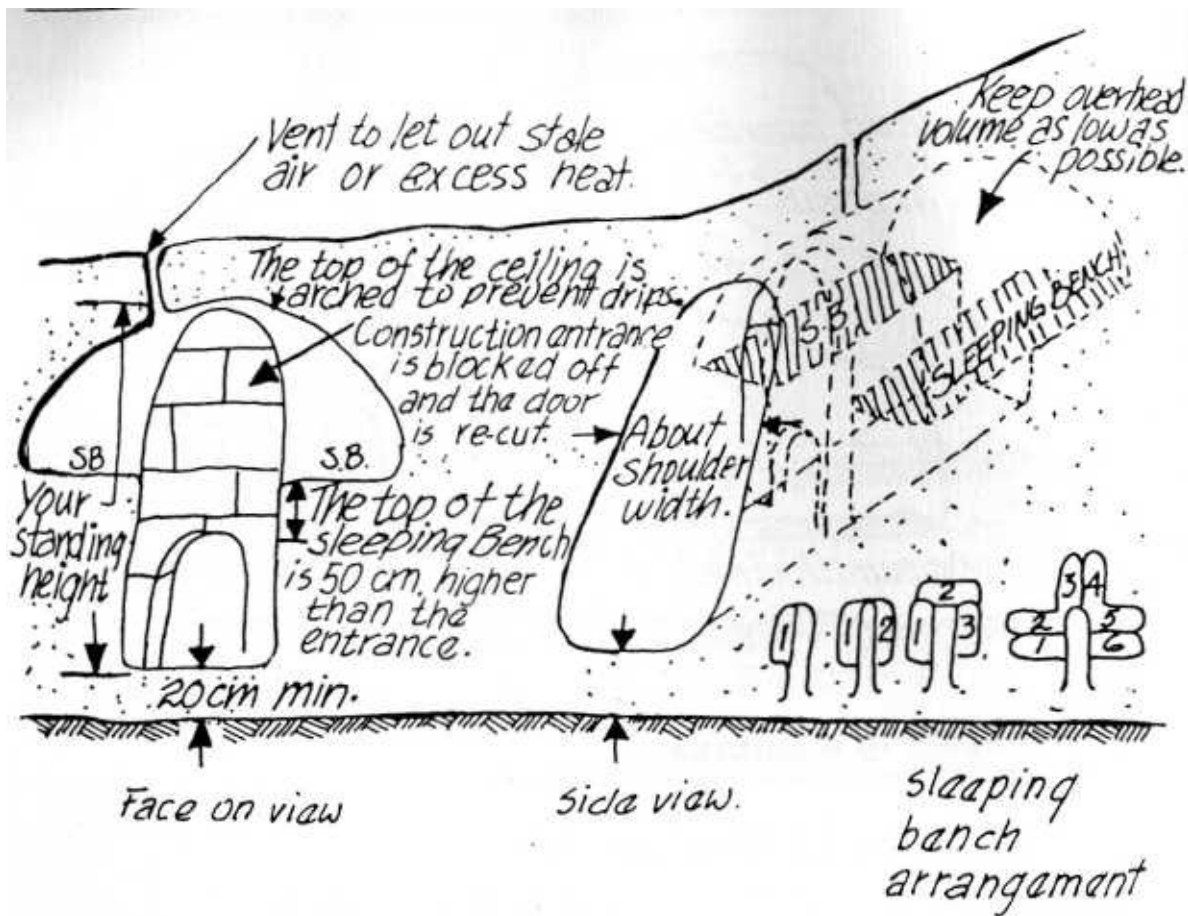 Vent to let out stale
air or excess heat.
Keep overhead
volume as low as
possible.
The top of the ceiling is
arched to prevent drips.
Construction entrance
is blocked off
and the door
is re-cut.
S.B
SLEEPING BENCH
About
shoulder
width.
SB
S.B.
Your
standing
height
The top of the
sleeping Bench
is 50 cm. higher
than the
entrance.
20cm min.
1
1 2
1 2 3
1 2 3 4 5 6
Face on view
Side view.
sleeping
bench
arrangement